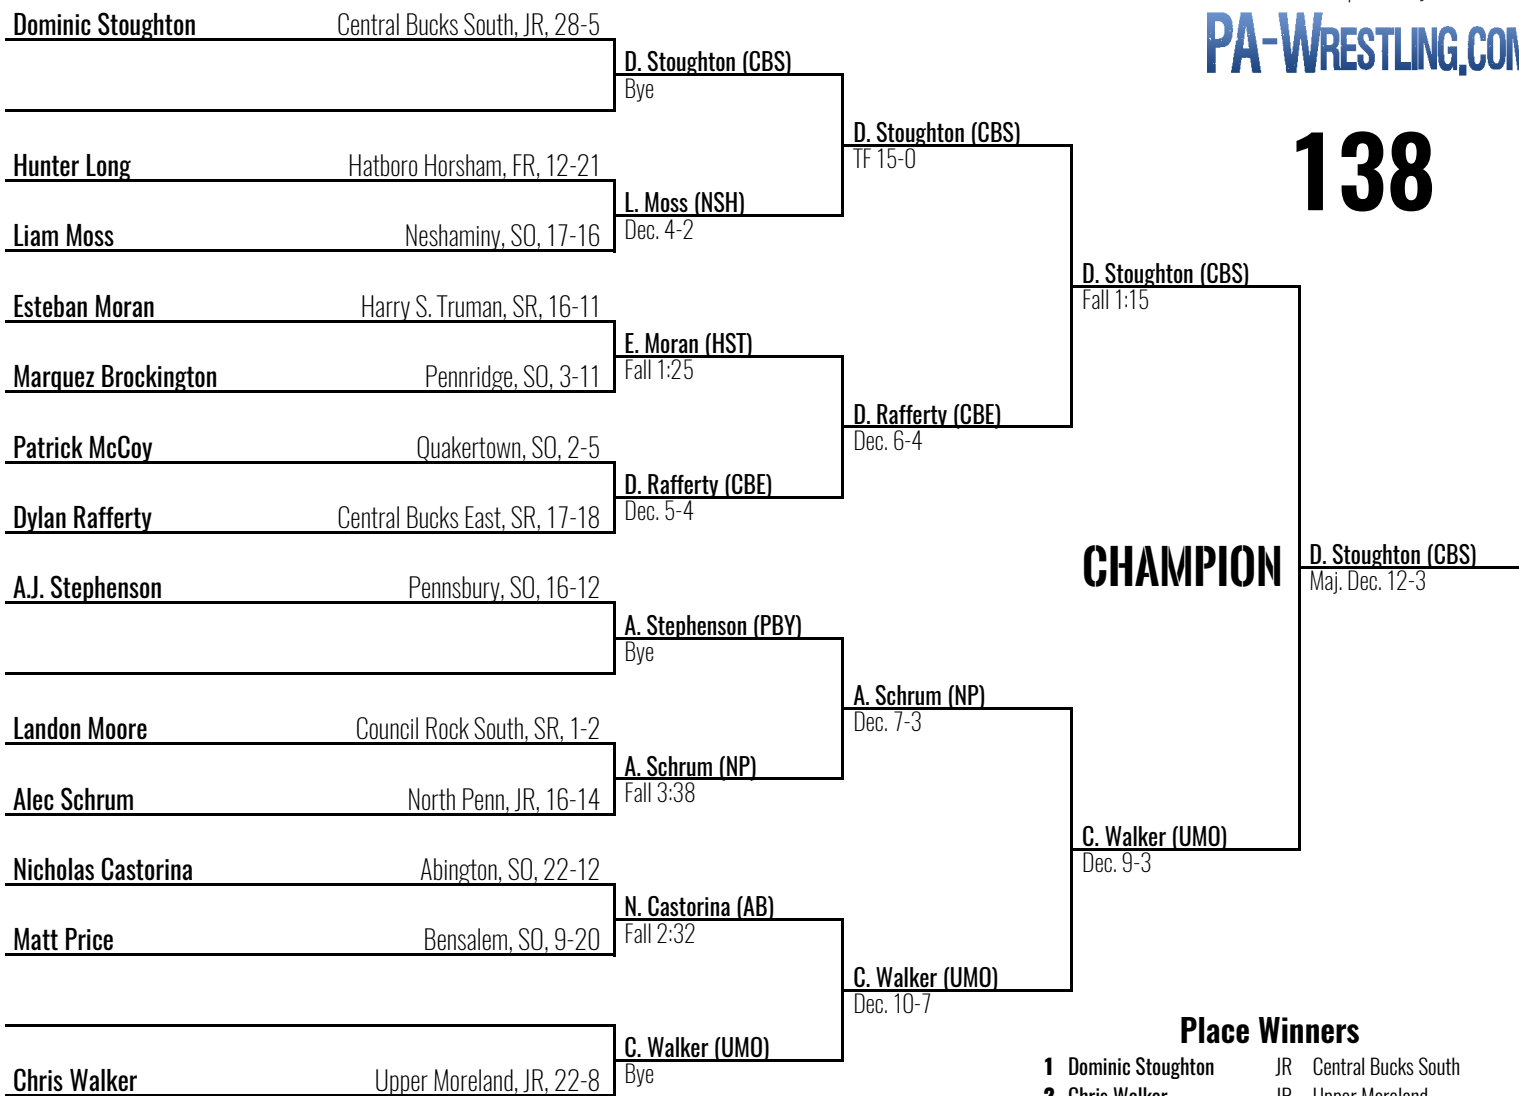 PA-WRESTLING.COM
138
Dominic Stoughton Central Bucks South, JR, 28-5
D. Stoughton (CBS)
Bye
D. Stoughton (CBS)
TF 15-0
Hunter Long Hatboro Horsham, FR, 12-21
L. Moss (NSH)
Dec. 4-2
Liam Moss Neshaminy, SO, 17-16
D. Stoughton (CBS)
Fall 1:15
Esteban Moran Harry S. Truman, SR, 16-11
E. Moran (HST)
Fall 1:25
Marquez Brockington Pennridge, SO, 3-11
D. Rafferty (CBE)
Dec. 6-4
Patrick McCoy Quakertown, SO, 2-5
D. Rafferty (CBE)
Dec. 5-4
Dylan Rafferty Central Bucks East, SR, 17-18
CHAMPION
D. Stoughton (CBS)
Maj. Dec. 12-3
A.J. Stephenson Pennsbury, SO, 16-12
A. Stephenson (PBY)
Bye
A. Schrum (NP)
Dec. 7-3
Landon Moore Council Rock South, SR, 1-2
A. Schrum (NP)
Fall 3:38
Alec Schrum North Penn, JR, 16-14
C. Walker (UMO)
Dec. 9-3
Nicholas Castorina Abington, SO, 22-12
N. Castorina (AB)
Fall 2:32
Matt Price Bensalem, SO, 9-20
C. Walker (UMO)
Dec. 10-7
C. Walker (UMO)
Bye
Chris Walker Upper Moreland, JR, 22-8
Place Winners
1 Dominic Stoughton JR Central Bucks South
2 Chris Walker JR Upper Moreland